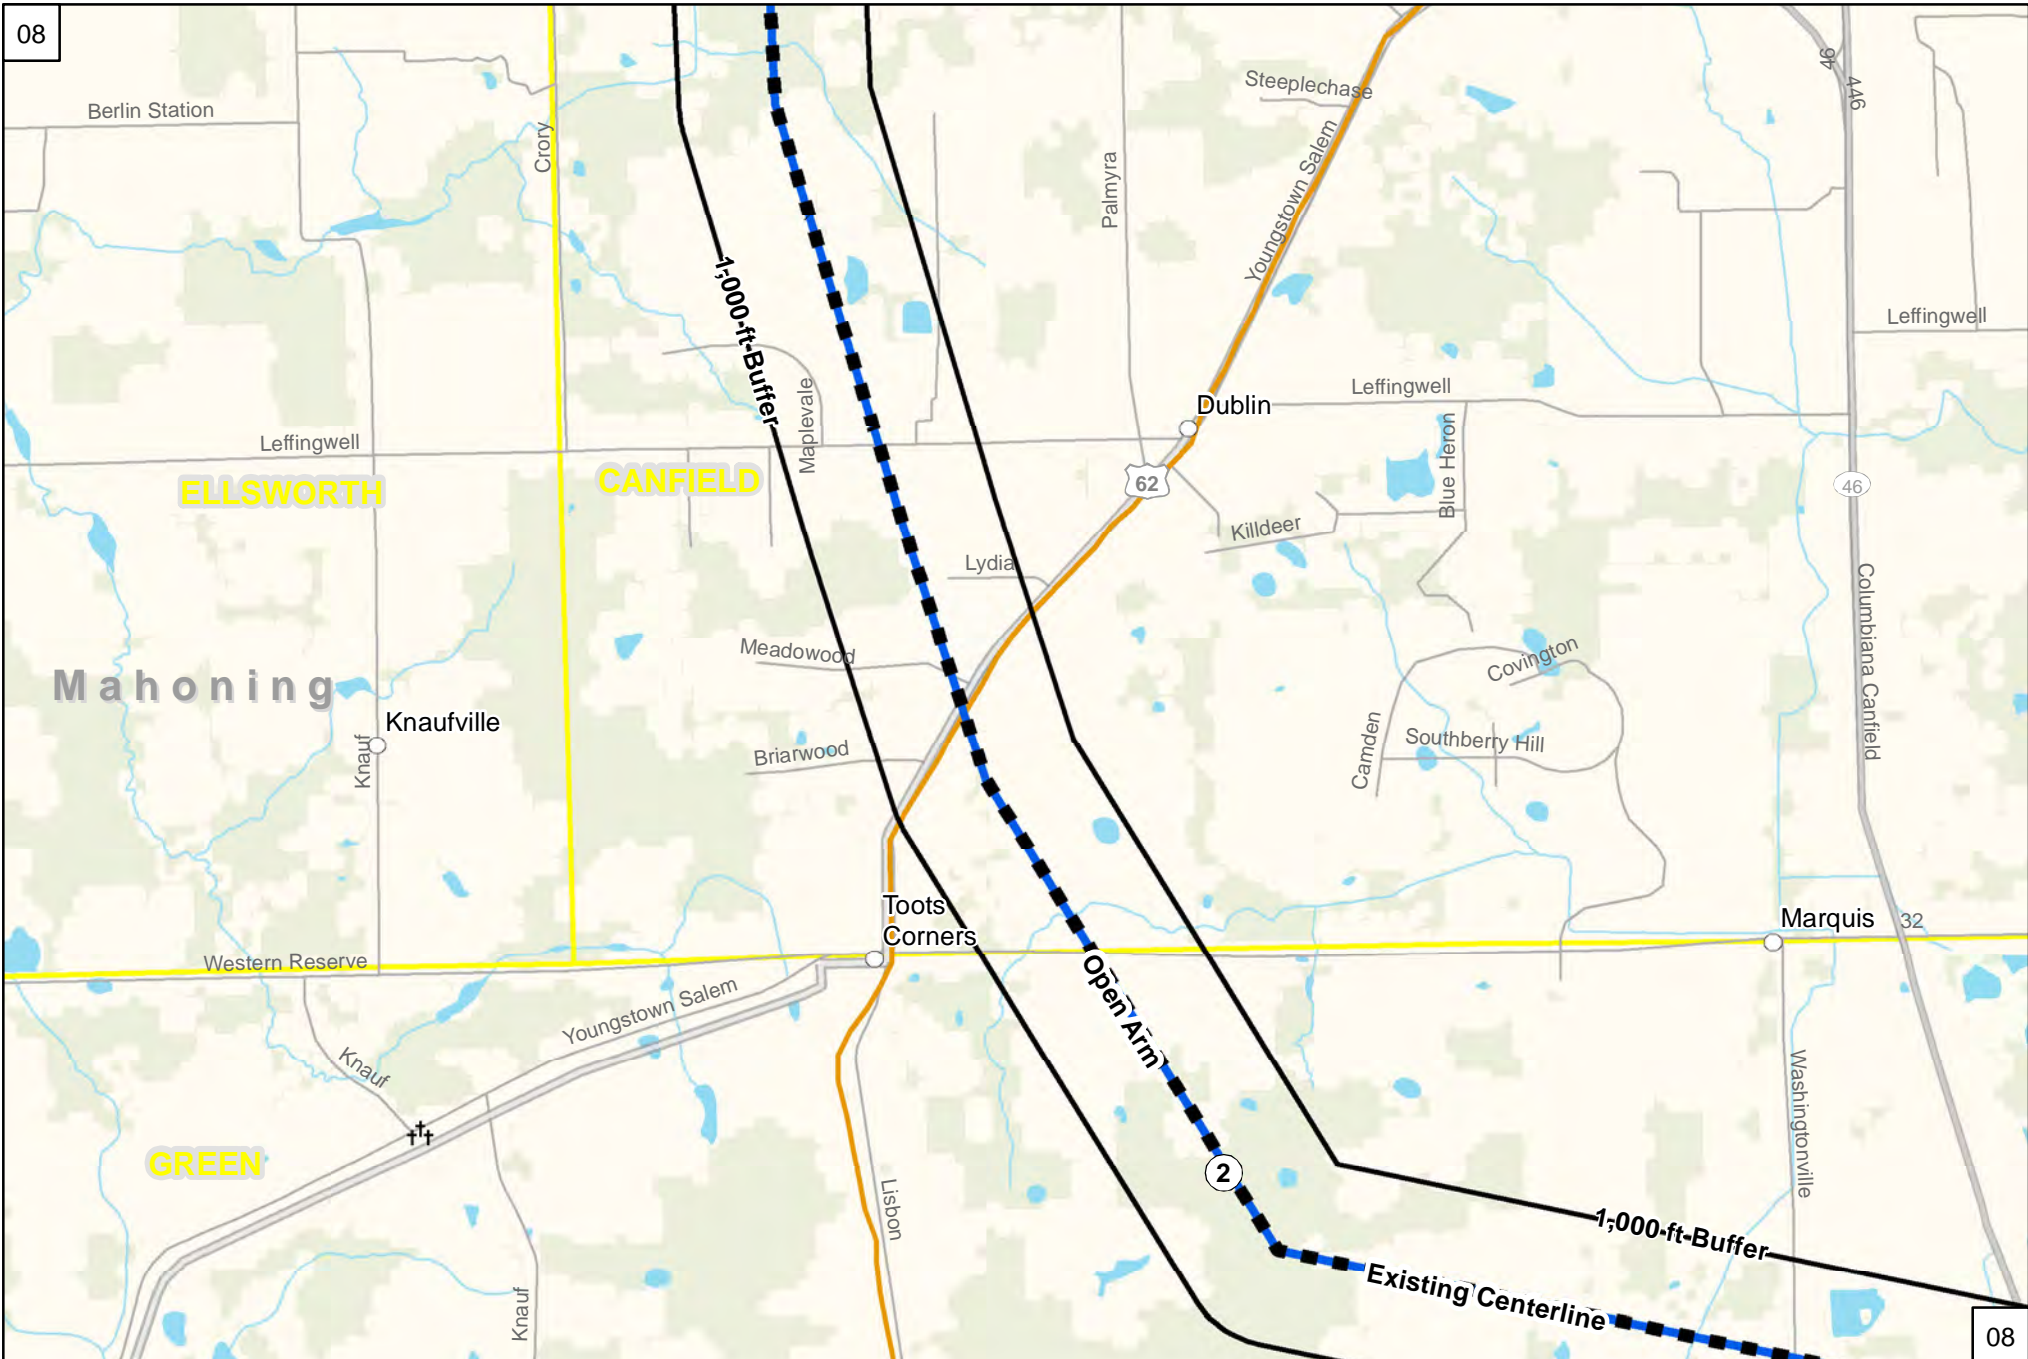 08
46
446
Steeplechase
Berlin Station
Crory
Youngstown Salem
Palmyra
1,000-ft-Buffer
Leffingwell
Leffingwell
Maplevale
Dublin
Leffingwell
Blue Heron
ELLSWORTH
CANFIELD
62
46
Killdeer
Lydia
Columbiana Canfield
Meadowood
Covington
Mahoning
Knaufville
Knauf
Briarwood
Camden
Southberry Hill
Toots
Corners
Marquis
32
Western Reserve
Open Arm
Youngstown Salem
Knauf
Washingtonville
GREEN
2
Lisbon
1,000-ft-Buffer
Existing Centerline
Knauf
08